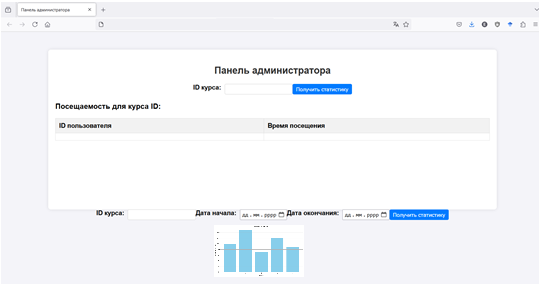 Панель администратора
Панель администратора
ID курса:
Получить статистику
Посещаемость для курса ID:
ID пользователя Время посещения
ID курса: Дата начала: дд . мм . гггг Дата окончания: дд . мм . гггг Получить статистику